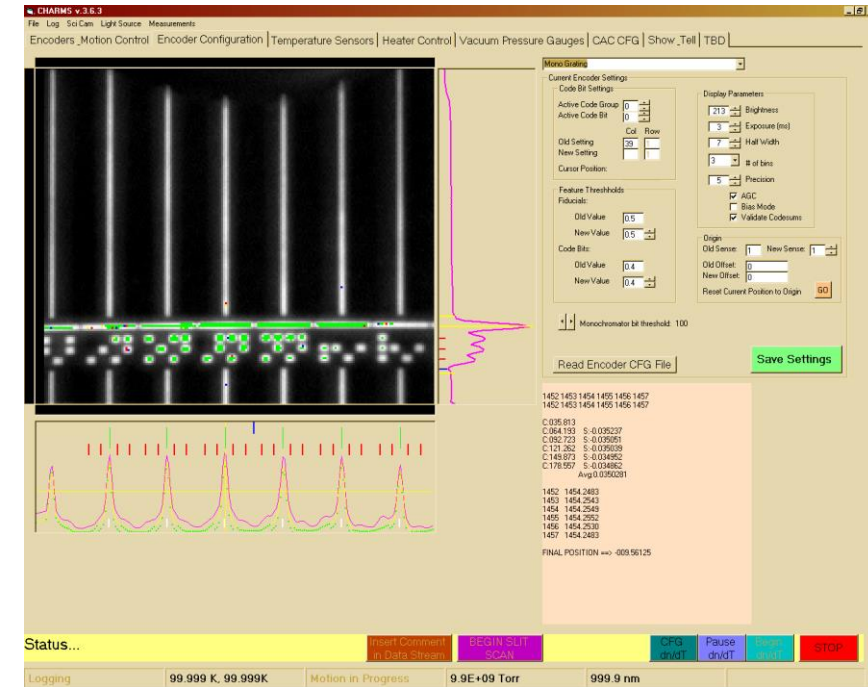 CHARMS v.3.6.3
File Log Sci Cam Light Source Measurements
Encoders_Motion Control Encoder Configuration Temperature Sensors Heater Control Vacuum Pressure Gauges CAC CFG Show_Tell TBD
Mono Grating
Current Encoder Settings
Code Bit Settings
Active Code Group 0
Active Code Bit 0
Col Row
Old Setting 39 1
New Setting 1
Cursor Position:
Display Parameters
213 Brightness
3 Exposure (ms)
7 Half Width
3 # of bins
5 Precision
AGC
Bias Mode
Validate Codesums
Feature Threshholds
Fiducials:
Old Value 0.5
New Value 0.5
Code Bits:
Old Value 0.4
New Value 0.4
Origin
Old Sense: 1 New Sense: 1
Old Offset: 0
New Offset: 0
Reset Current Position to Origin GO
Monochromator bit threshold: 100
Read Encoder CFG File
Save Settings
1452 1453 1454 1455 1456 1457
1452 1453 1454 1455 1456 1457
C:035.813
C:064.193 S:-0.035237
C:092.723 S:-0.035051
C:121.262 S:-0.035039
C:149.873 S:-0.034952
C:178.557 S:-0.034862
Avg:0.0350281
1452 1454.2483
1453 1454.2543
1454 1454.2549
1455 1454.2552
1456 1454.2530
1457 1454.2483
FINAL POSITION ==> -009.56125
Status...
Insert Comment in Data Stream
BEGIN SLIT SCAN
CFG dn/dT
Pause dn/dT
Begin dn/dT
STOP
Logging
99.999 K, 99.999K
Motion in Progress
9.9E+09 Torr
999.9 nm